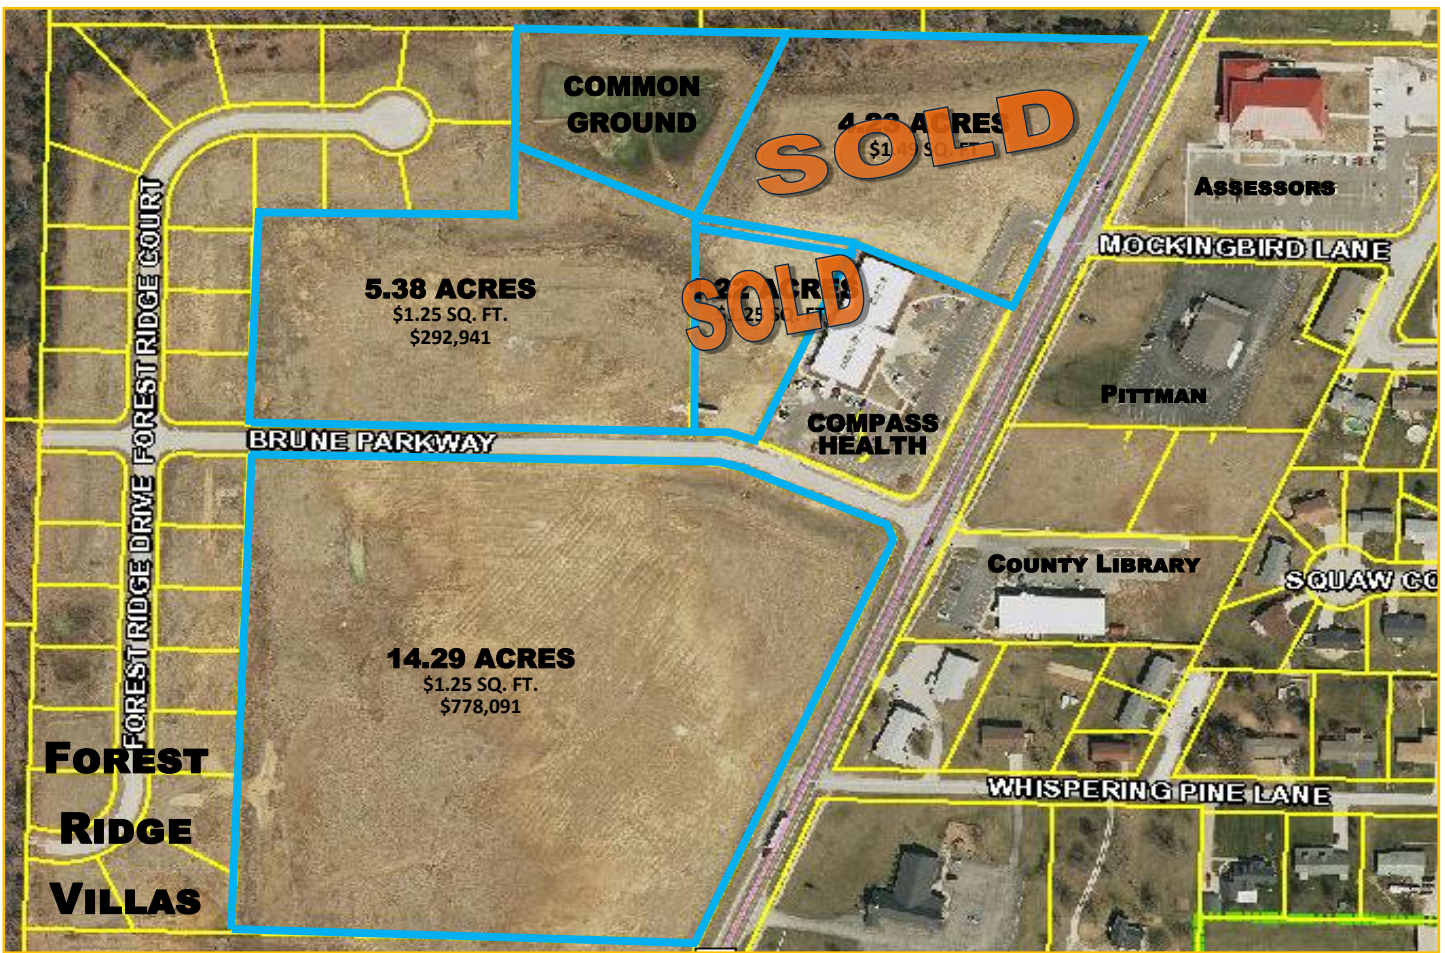 COMMON
GROUND
SOLD
ACRES
ASSESSORS
MOCKINGBIRD LANE
FOREST RIDGE COURT
5.38 ACRES
$1.25 SQ. FT.
$292,941
SOLD
PITTMAN
COMPASS
HEALTH
BRUNE PARKWAY
COUNTY LIBRARY
SQUAW CO
FOREST RIDGE DRIVE
14.29 ACRES
$1.25 SQ. FT.
$778,091
FOREST
RIDGE
VILLAS
WHISPERING PINE LANE